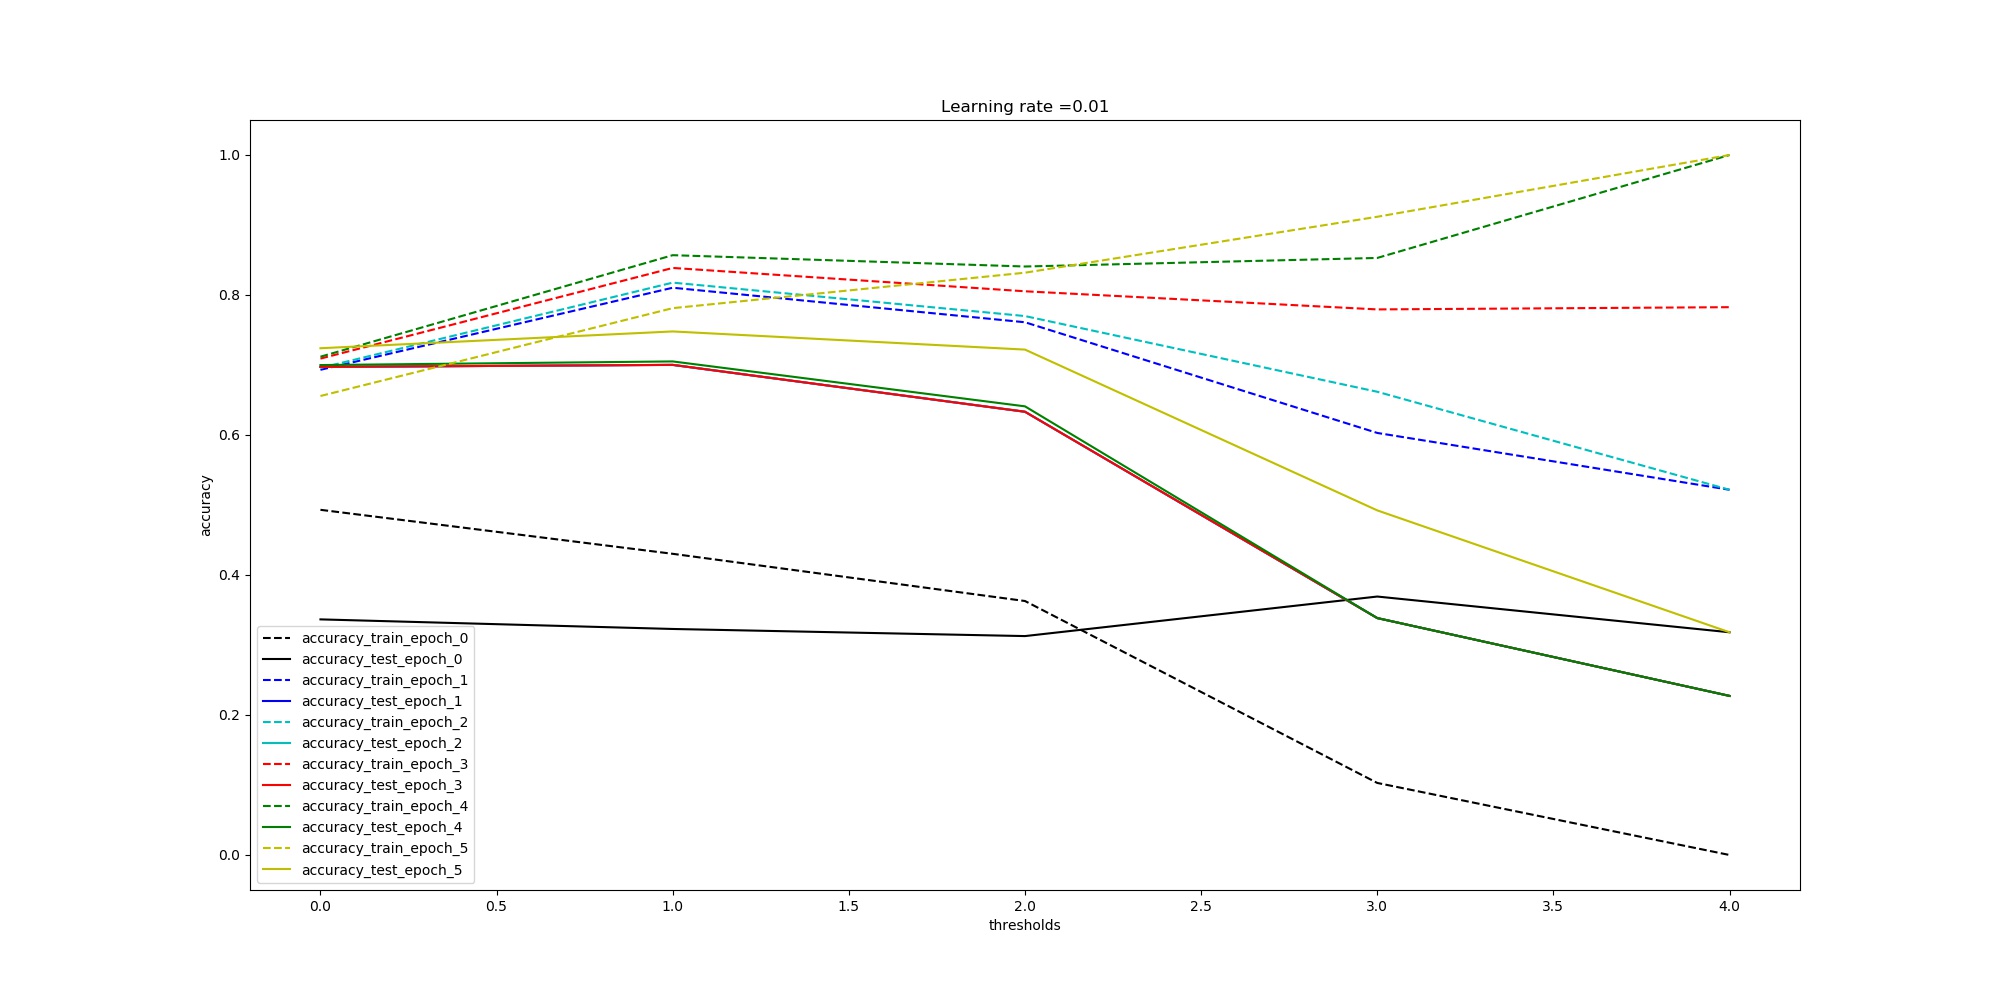 Learning rate =0.01
1.0
0.8
0.6
0.4
0.2
0.0
accuracy
accuracy_train_epoch_0
accuracy_test_epoch_0
accuracy_train_epoch_1
accuracy_test_epoch_1
accuracy_train_epoch_2
accuracy_test_epoch_2
accuracy_train_epoch_3
accuracy_test_epoch_3
accuracy_train_epoch_4
accuracy_test_epoch_4
accuracy_train_epoch_5
accuracy_test_epoch_5
0.0 0.5 1.0 1.5 2.0 2.5 3.0 3.5 4.0
thresholds